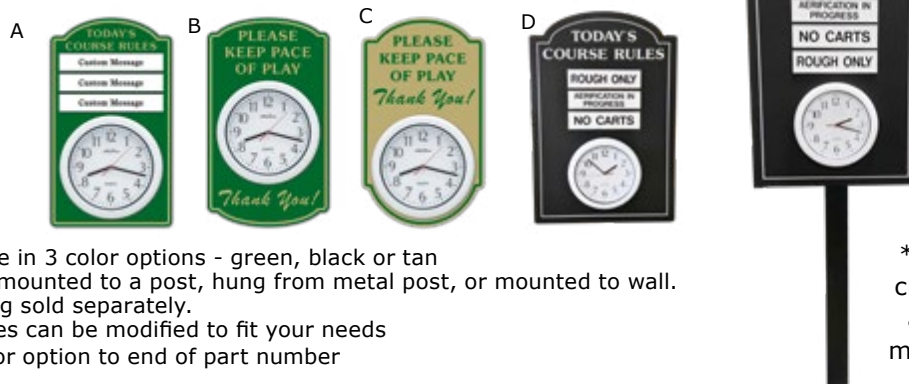 A
TODAY'S
COURSE RULES
Custom Message
Custom Message
Custom Message
B
PLEASE
KEEP PACE
OF PLAY
Thank You!
C
PLEASE
KEEP PACE
OF PLAY
Thank You!
D
TODAY'S
COURSE RULES
ROUGH ONLY
AERIFICATION IN
PROGRESS
NO CARTS
AERIFICATION IN
PROGRESS
NO CARTS
ROUGH ONLY
e in 3 color options - green, black or tan
mounted to a post, hung from metal post, or mounted to wall.
g sold separately.
es can be modified to fit your needs
or option to end of part number
*
c
m